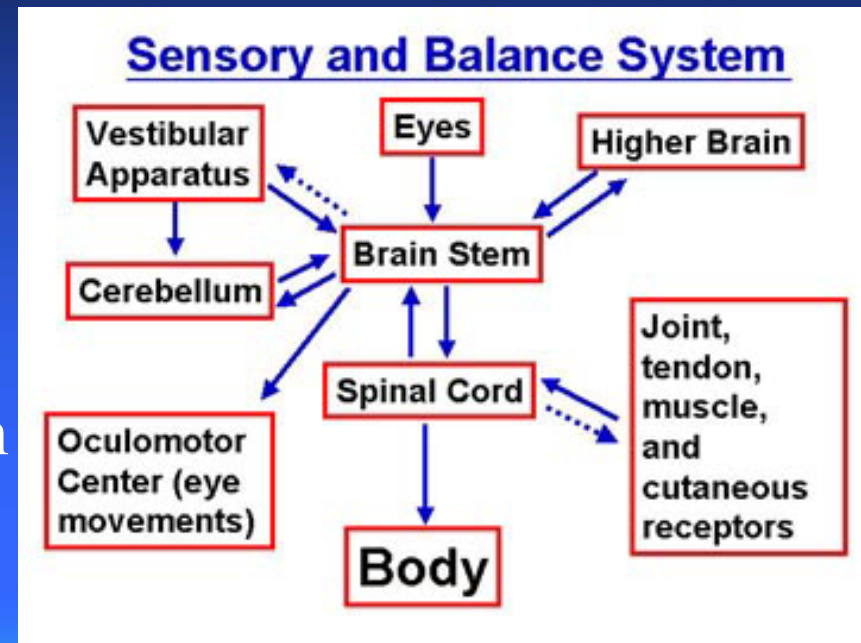 Sensory and Balance System
Vestibular
Apparatus
Eyes
Higher Brain
Brain Stem
Cerebellum
Joint,
tendon,
muscle,
and
cutaneous
receptors
Spinal Cord
Oculomotor
Center (eye
movements)
Body